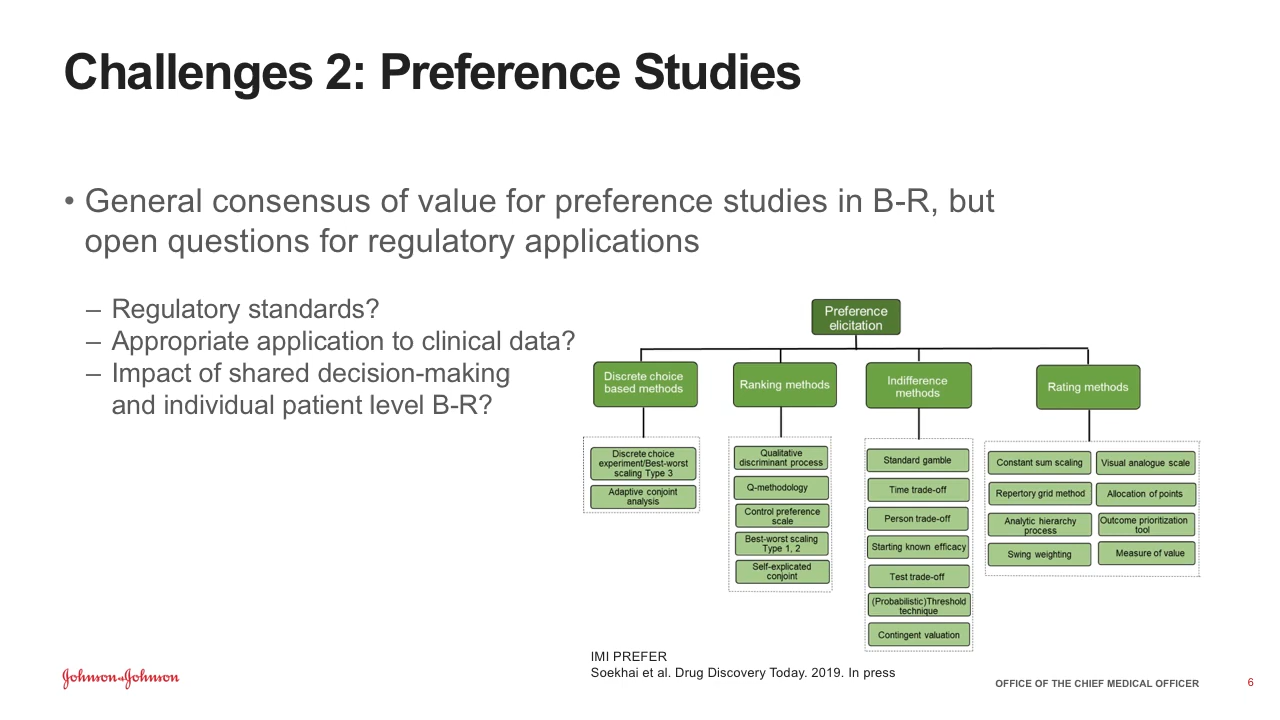 Challenges 2: Preference Studies
• General consensus of value for preference studies in B-R, but
open questions for regulatory applications
– Regulatory standards?
– Appropriate application to clinical data?
– Impact of shared decision-making
and individual patient level B-R?
Preference
elicitation
Discrete choice
based methods
Ranking methods
Indifference
methods
Rating methods
Discrete choice
experiment/Best-worst
scaling Type 3
Adaptive conjoint
analysis
Qualitative
discriminant process
Q-methodology
Control preference
scale
Best-worst scaling
Type 1, 2
Self-explicated
conjoint
Standard gamble
Time trade-off
Person trade-off
Starting known efficacy
Test trade-off
(Probabilistic)Threshold
technique
Contingent valuation
Constant sum scaling
Visual analogue scale
Repertory grid method
Allocation of points
Analytic hierarchy
process
Outcome prioritization
tool
Swing weighting
Measure of value
IMI PREFER
Soekhai et al. Drug Discovery Today. 2019. In press
Johnson & Johnson
OFFICE OF THE CHIEF MEDICAL OFFICER
6